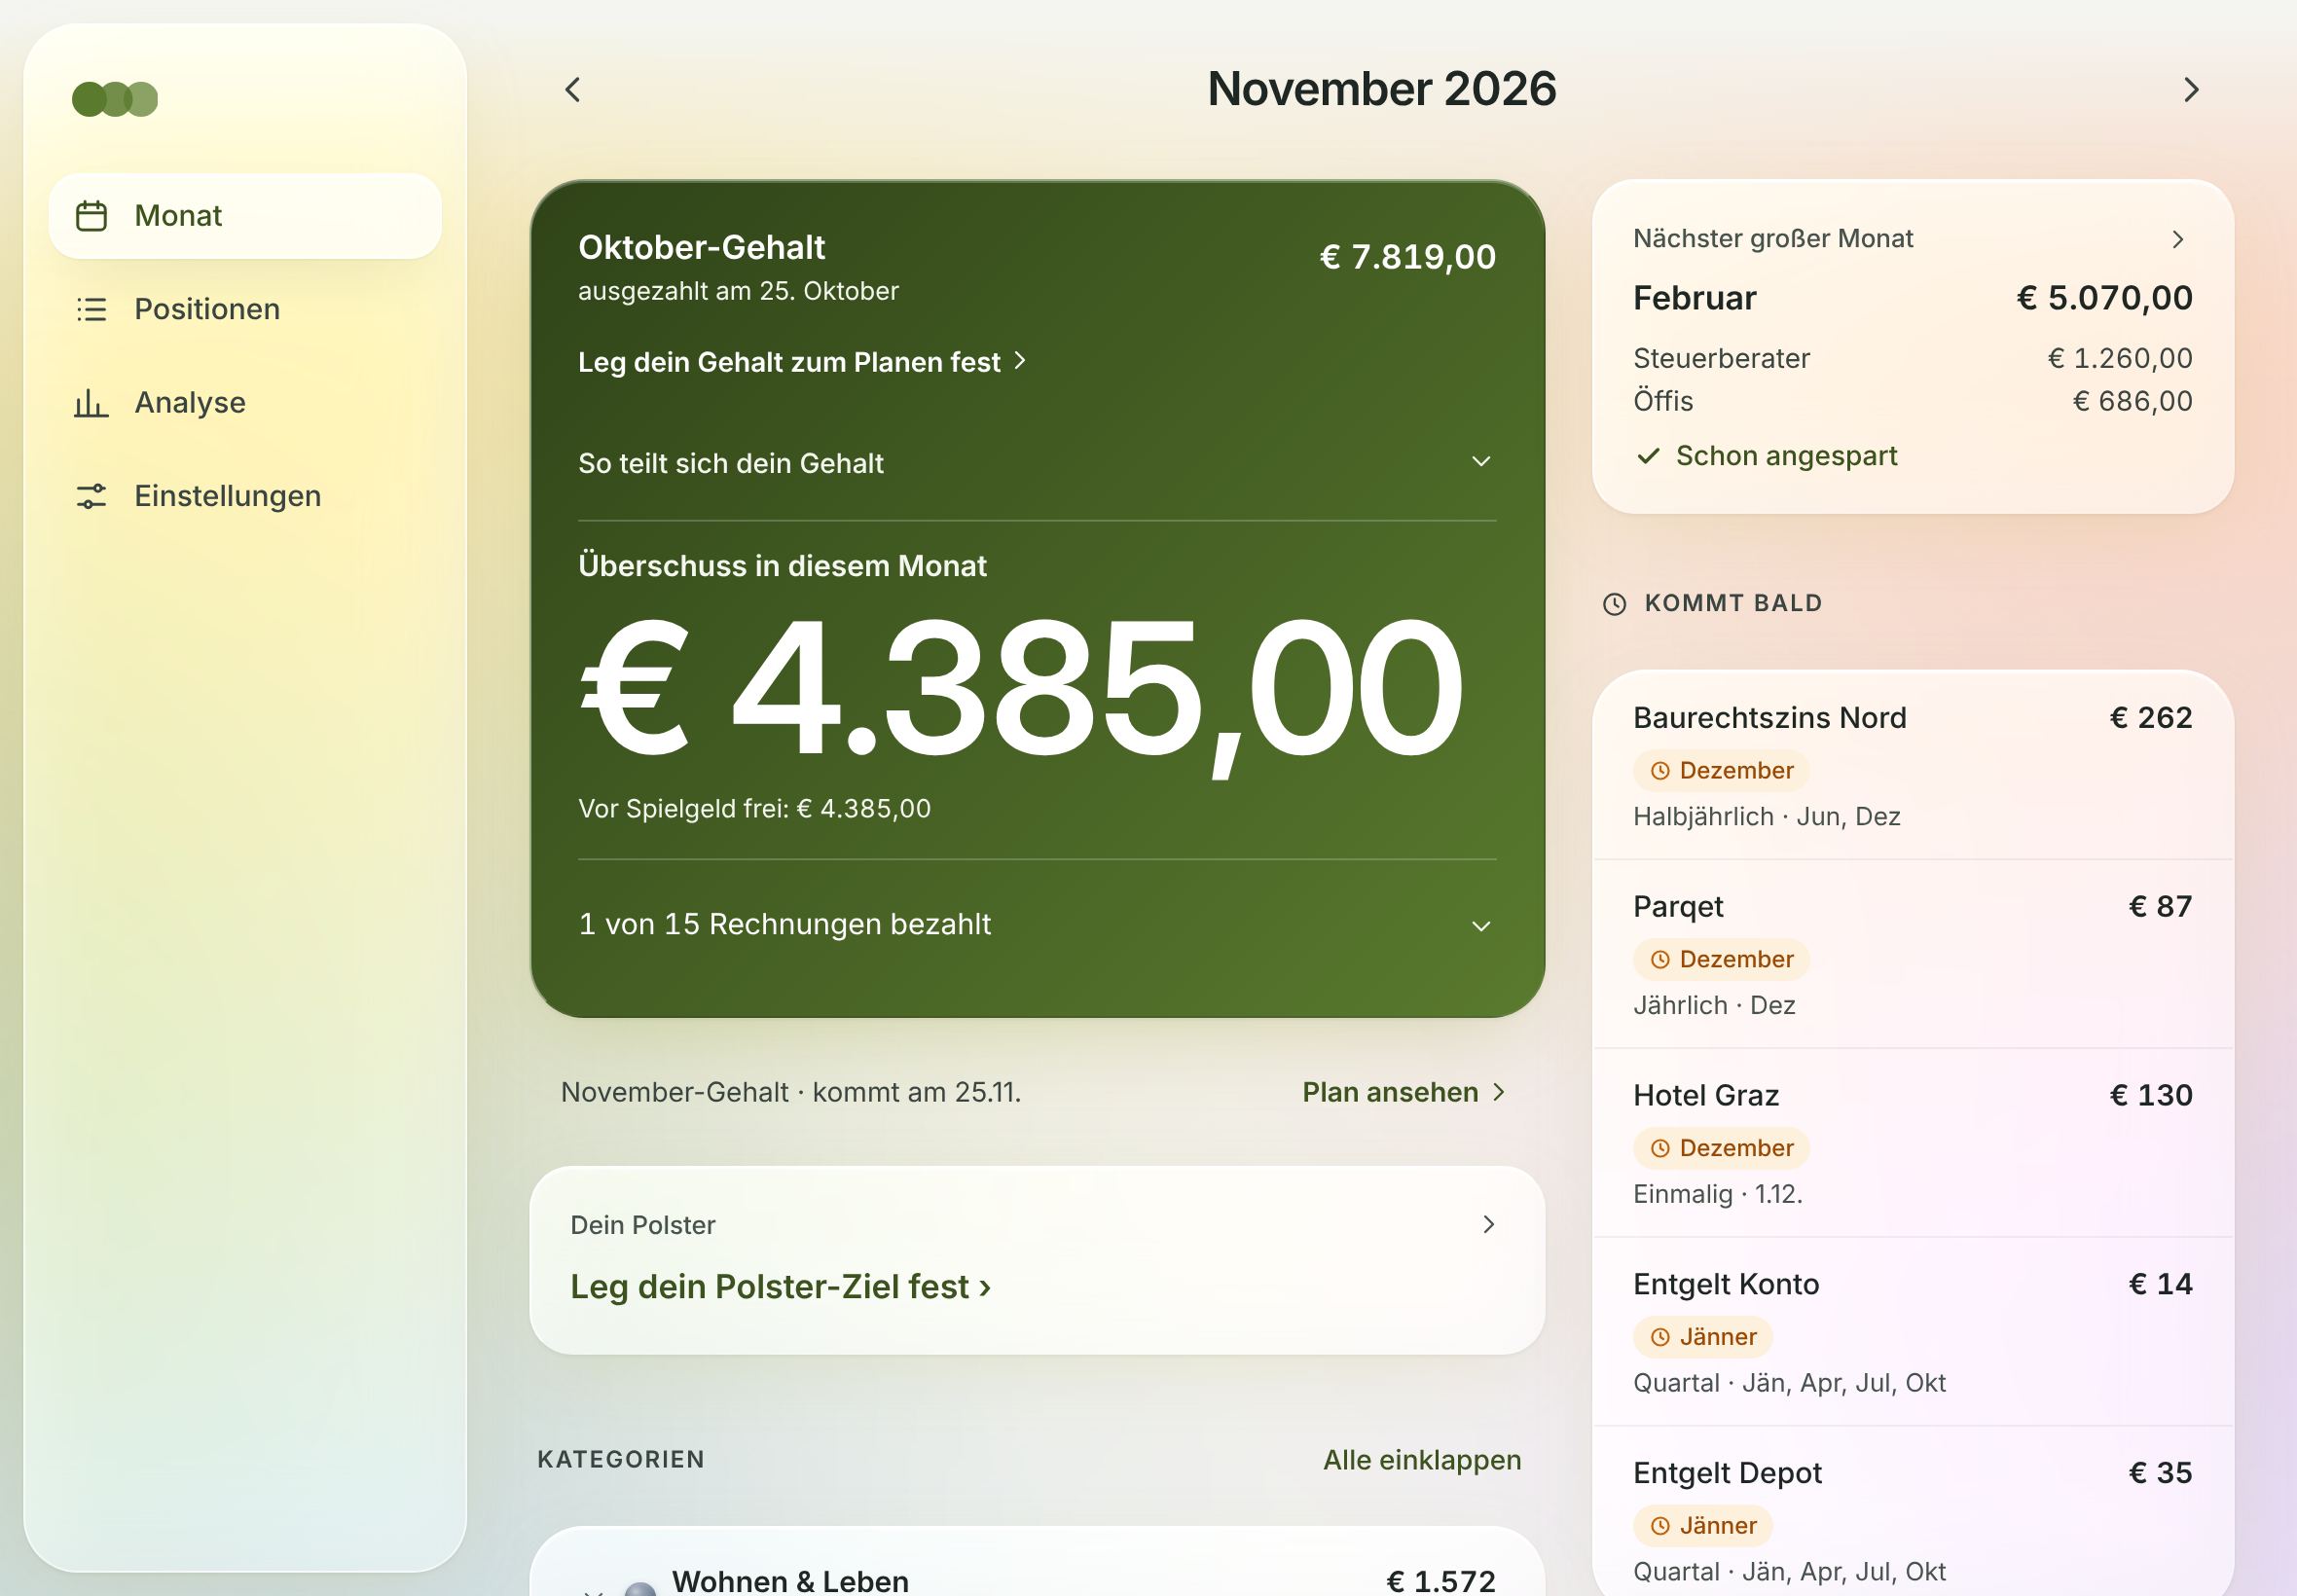 November 2026
Monat
Positionen
Analyse
Einstellungen
Oktober-Gehalt
€ 7.819,00
ausgezahlt am 25. Oktober
Leg dein Gehalt zum Planen fest
So teilt sich dein Gehalt
Überschuss in diesem Monat
€ 4.385,00
Vor Spielgeld frei: € 4.385,00
1 von 15 Rechnungen bezahlt
November-Gehalt · kommt am 25.11.
Plan ansehen
Dein Polster
Leg dein Polster-Ziel fest ›
KATEGORIEN
Alle einklappen
Wohnen & Leben
€ 1.572
Nächster großer Monat
Februar
€ 5.070,00
Steuerberater
€ 1.260,00
Öffis
€ 686,00
Schon angespart
KOMMT BALD
Baurechtszins Nord
€ 262
Dezember
Halbjährlich · Jun, Dez
Parqet
€ 87
Dezember
Jährlich · Dez
Hotel Graz
€ 130
Dezember
Einmalig · 1.12.
Entgelt Konto
€ 14
Jänner
Quartal · Jän, Apr, Jul, Okt
Entgelt Depot
€ 35
Jänner
Quartal · Jän, Apr, Jul, Okt